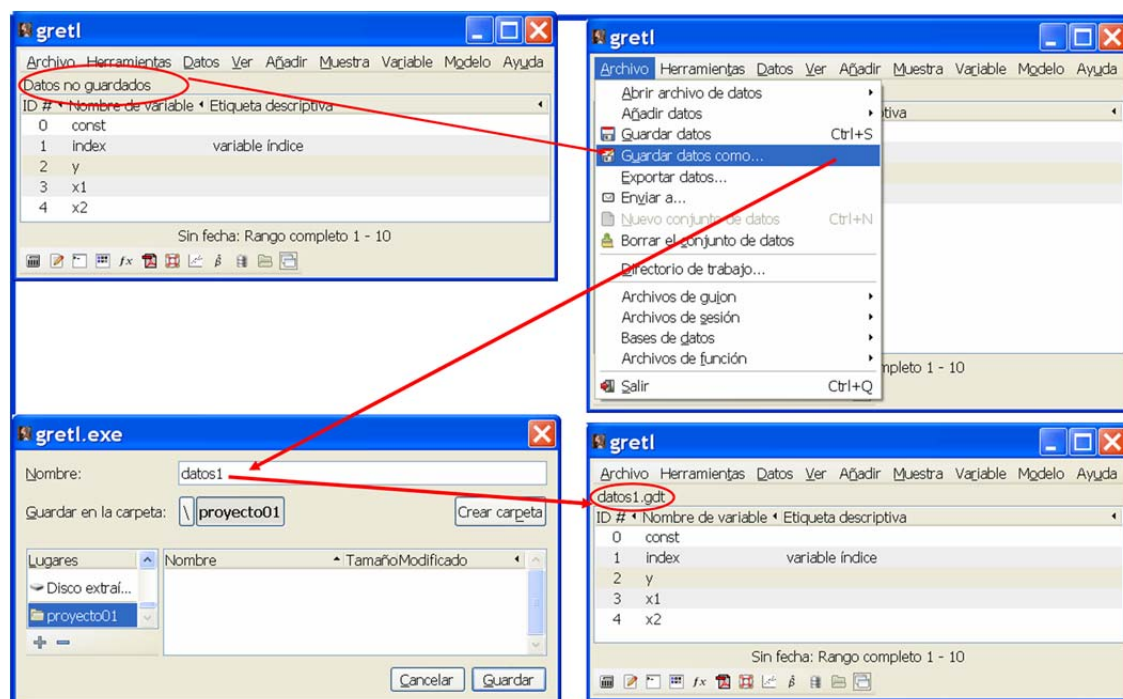 gretl
Archivo Herramientas Datos Ver Añadir Muestra Variable Modelo Ayuda
Datos no guardados
ID # Nombre de variable Etiqueta descriptiva
0 const
1 index variable índice
2 y
3 x1
4 x2
Sin fecha: Rango completo 1 - 10
gretl
Archivo Herramientas Datos Ver Añadir Muestra Variable Modelo Ayuda
Abrir archivo de datos
Añadir datos
tiva
Guardar datos Ctrl+S
Guardar datos como...
Exportar datos...
Enviar a...
Nuevo conjunto de datos Ctrl+N
Borrar el conjunto de datos
Directorio de trabajo...
Archivos de guion
Archivos de sesión
Bases de datos
Archivos de función
mpleto 1 - 10
Salir Ctrl+Q
gretl.exe
Nombre: datos1
Guardar en la carpeta: \ proyecto01 Crear carpeta
Lugares Nombre TamañoModificado
Disco extraí...
proyecto01
Cancelar Guardar
gretl
Archivo Herramientas Datos Ver Añadir Muestra Variable Modelo Ayuda
datos1.gdt
ID # Nombre de variable Etiqueta descriptiva
0 const
1 index variable índice
2 y
3 x1
4 x2
Sin fecha: Rango completo 1 - 10